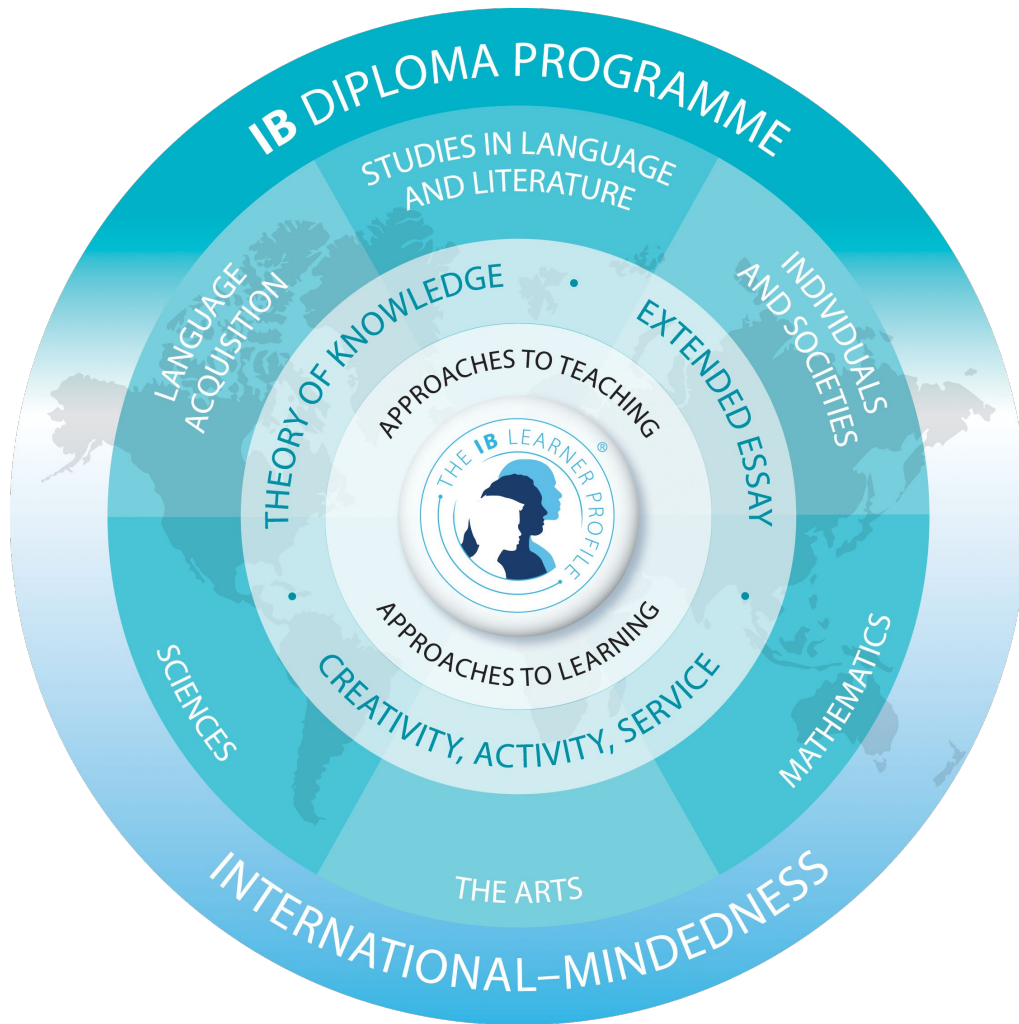 IB DIPLOMA PROGRAMME
STUDIES IN LANGUAGE
AND LITERATURE
LANGUAGE
ACQUISITION
INDIVIDUALS
AND SOCIETIES
THEORY OF KNOWLEDGE
•
EXTENDED ESSAY
APPROACHES TO TEACHING
THE IB LEARNER PROFILE®
APPROACHES TO LEARNING
•
CREATIVITY, ACTIVITY, SERVICE
•
SCIENCES
MATHEMATICS
THE ARTS
INTERNATIONAL–MINDEDNESS